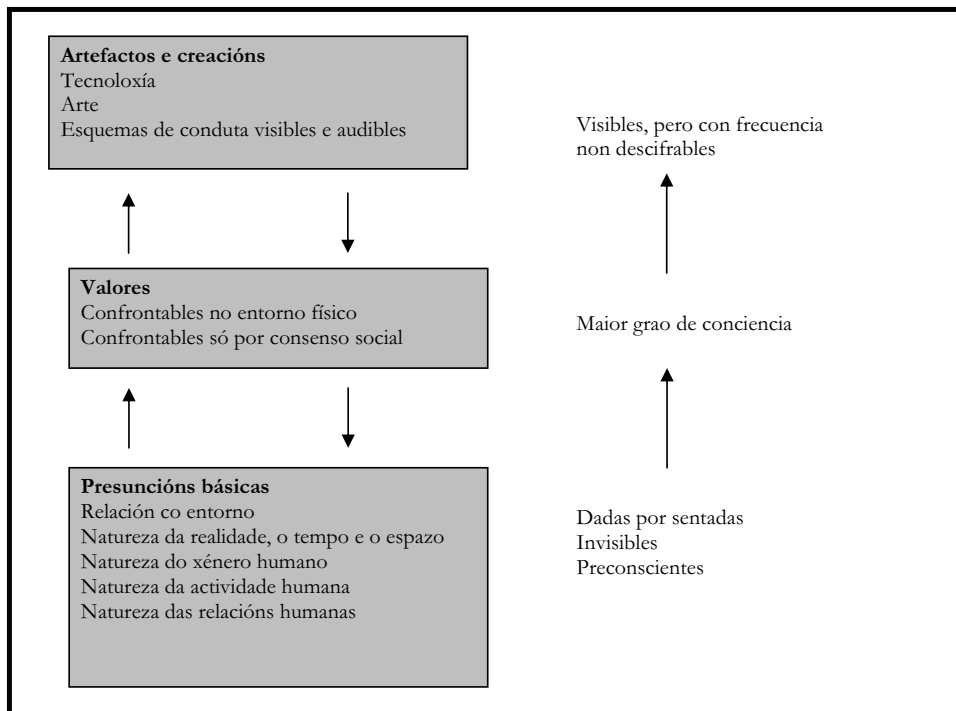 Artefactos e creacións
Tecnoloxía
Arte
Esquemas de conduta visibles e audibles
Visibles, pero con frecuencia
non descifrables
Valores
Confrontables no entorno físico
Confrontables só por consenso social
Maior grao de conciencia
Presuncións básicas
Relación co entorno
Natureza da realidade, o tempo e o espazo
Natureza do xénero humano
Natureza da actividade humana
Natureza das relacións humanas
Dadas por sentadas
Invisibles
Preconscientes